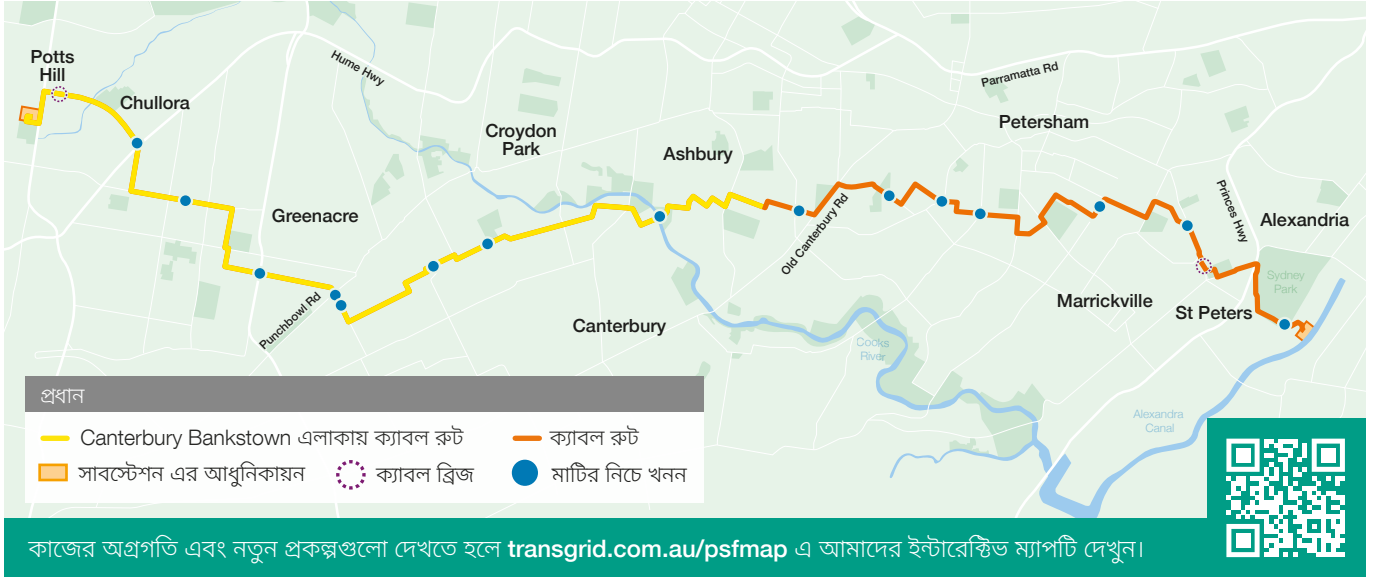 Potts
Hill
Chullora
Hume Hwy
Parramatta Rd
Croydon
Park
Ashbury
Petersham
Greenacre
Old Canterbury Rd
Princes Hwy
Alexandria
Sydney
Park
Punchbowl Rd
Canterbury
Marrickville
St Peters
Cooks
River
Alexandra
Canal
প্রধান
Canterbury Bankstown এলাকায় ক্যাবল রুট
ক্যাবল রুট
সাবস্টেশন এর আধুনিকায়ন
ক্যাবল ব্রিজ
মাটির নিচে খনন
কাজের অগ্রগতি এবং নতুন প্রকল্পগুলো দেখতে হলে transgrid.com.au/psfmap এ আমাদের ইন্টারেক্টিভ ম্যাপটি দেখুন।